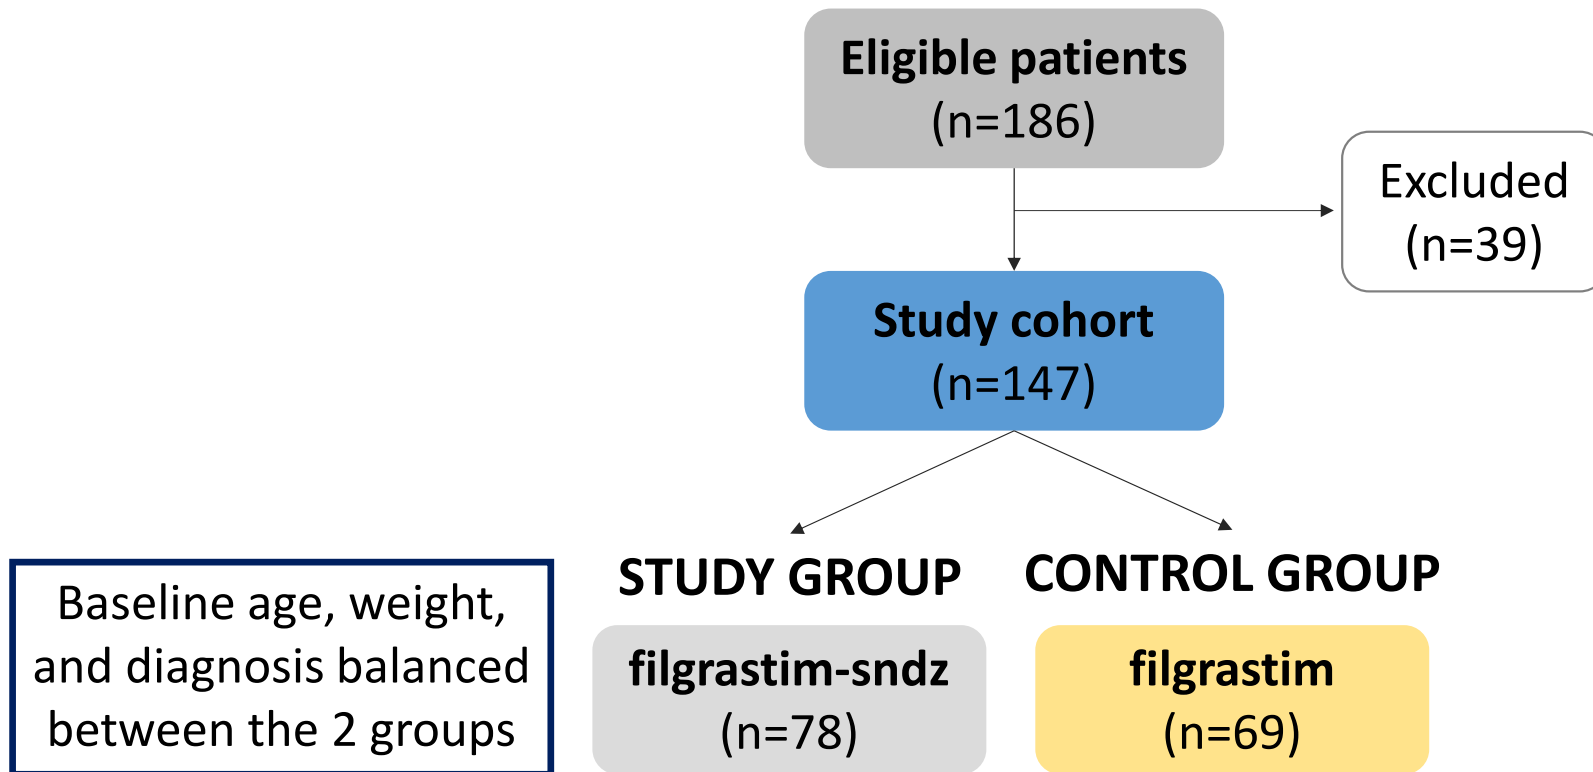 Eligible patients
(n=186)
Excluded
(n=39)
Study cohort
(n=147)
STUDY GROUP
filgrastim-sndz
(n=78)
CONTROL GROUP
filgrastim
(n=69)
Baseline age, weight,
and diagnosis balanced
between the 2 groups